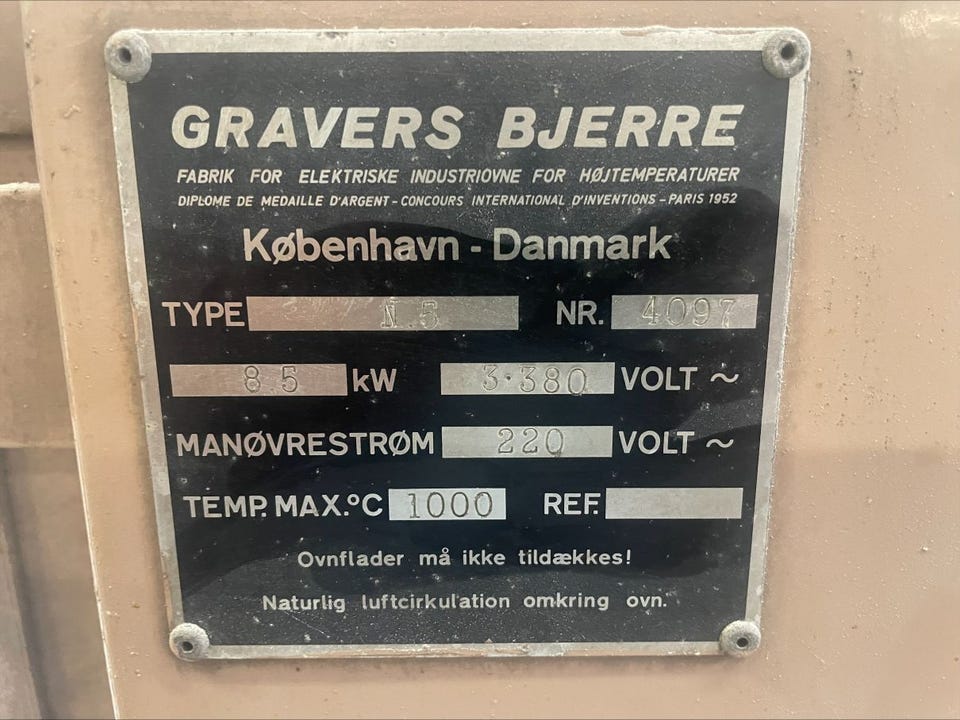 GRAVERS BJERRE
FABRIK FOR ELEKTRISKE INDUSTRIOVNE FOR HØJTEMPERATURER
DIPLOME DE MEDAILLE D'ARGENT - CONCOURS INTERNATIONAL D'INVENTIONS - PARIS 1952
København - Danmark
TYPE N.5 NR. 4097
8.5 kW 3·380 VOLT ~
MANØVRESTRØM 220 VOLT ~
TEMP. MAX.°C 1000 REF.
Ovnflader må ikke tildækkes!
Naturlig luftcirkulation omkring ovn.